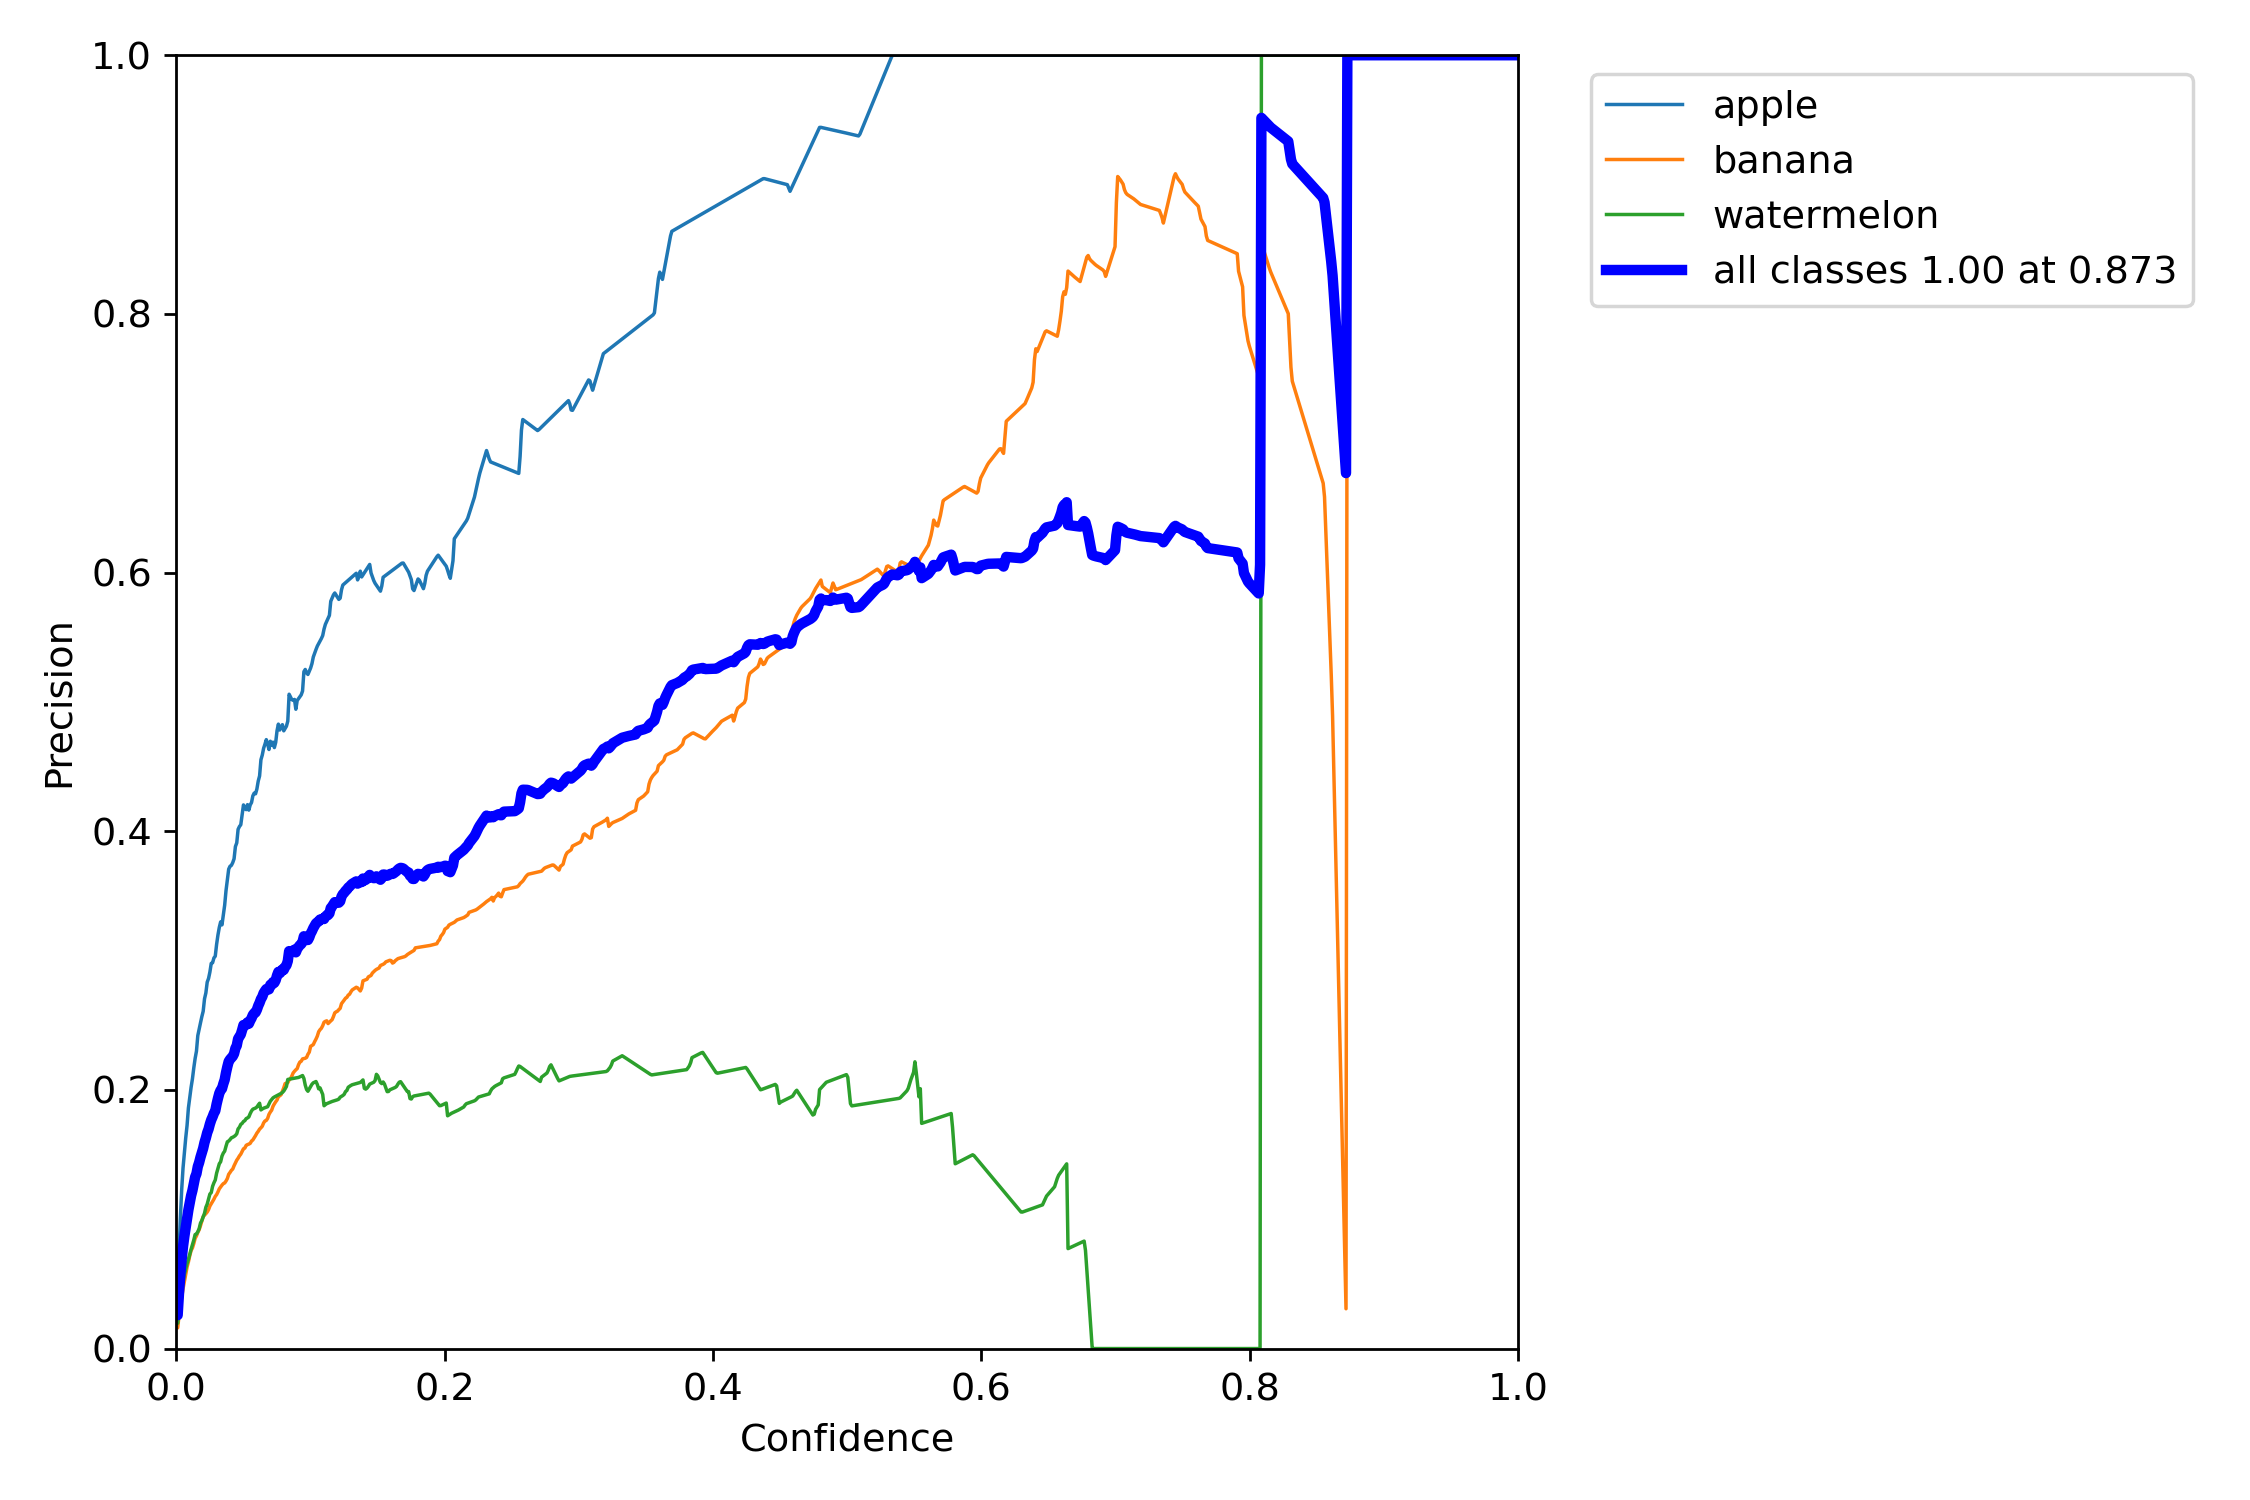 1.0
0.8
0.6
0.4
0.2
0.0
Precision
0.0 0.2 0.4 0.6 0.8 1.0
Confidence
apple
banana
watermelon
all classes 1.00 at 0.873